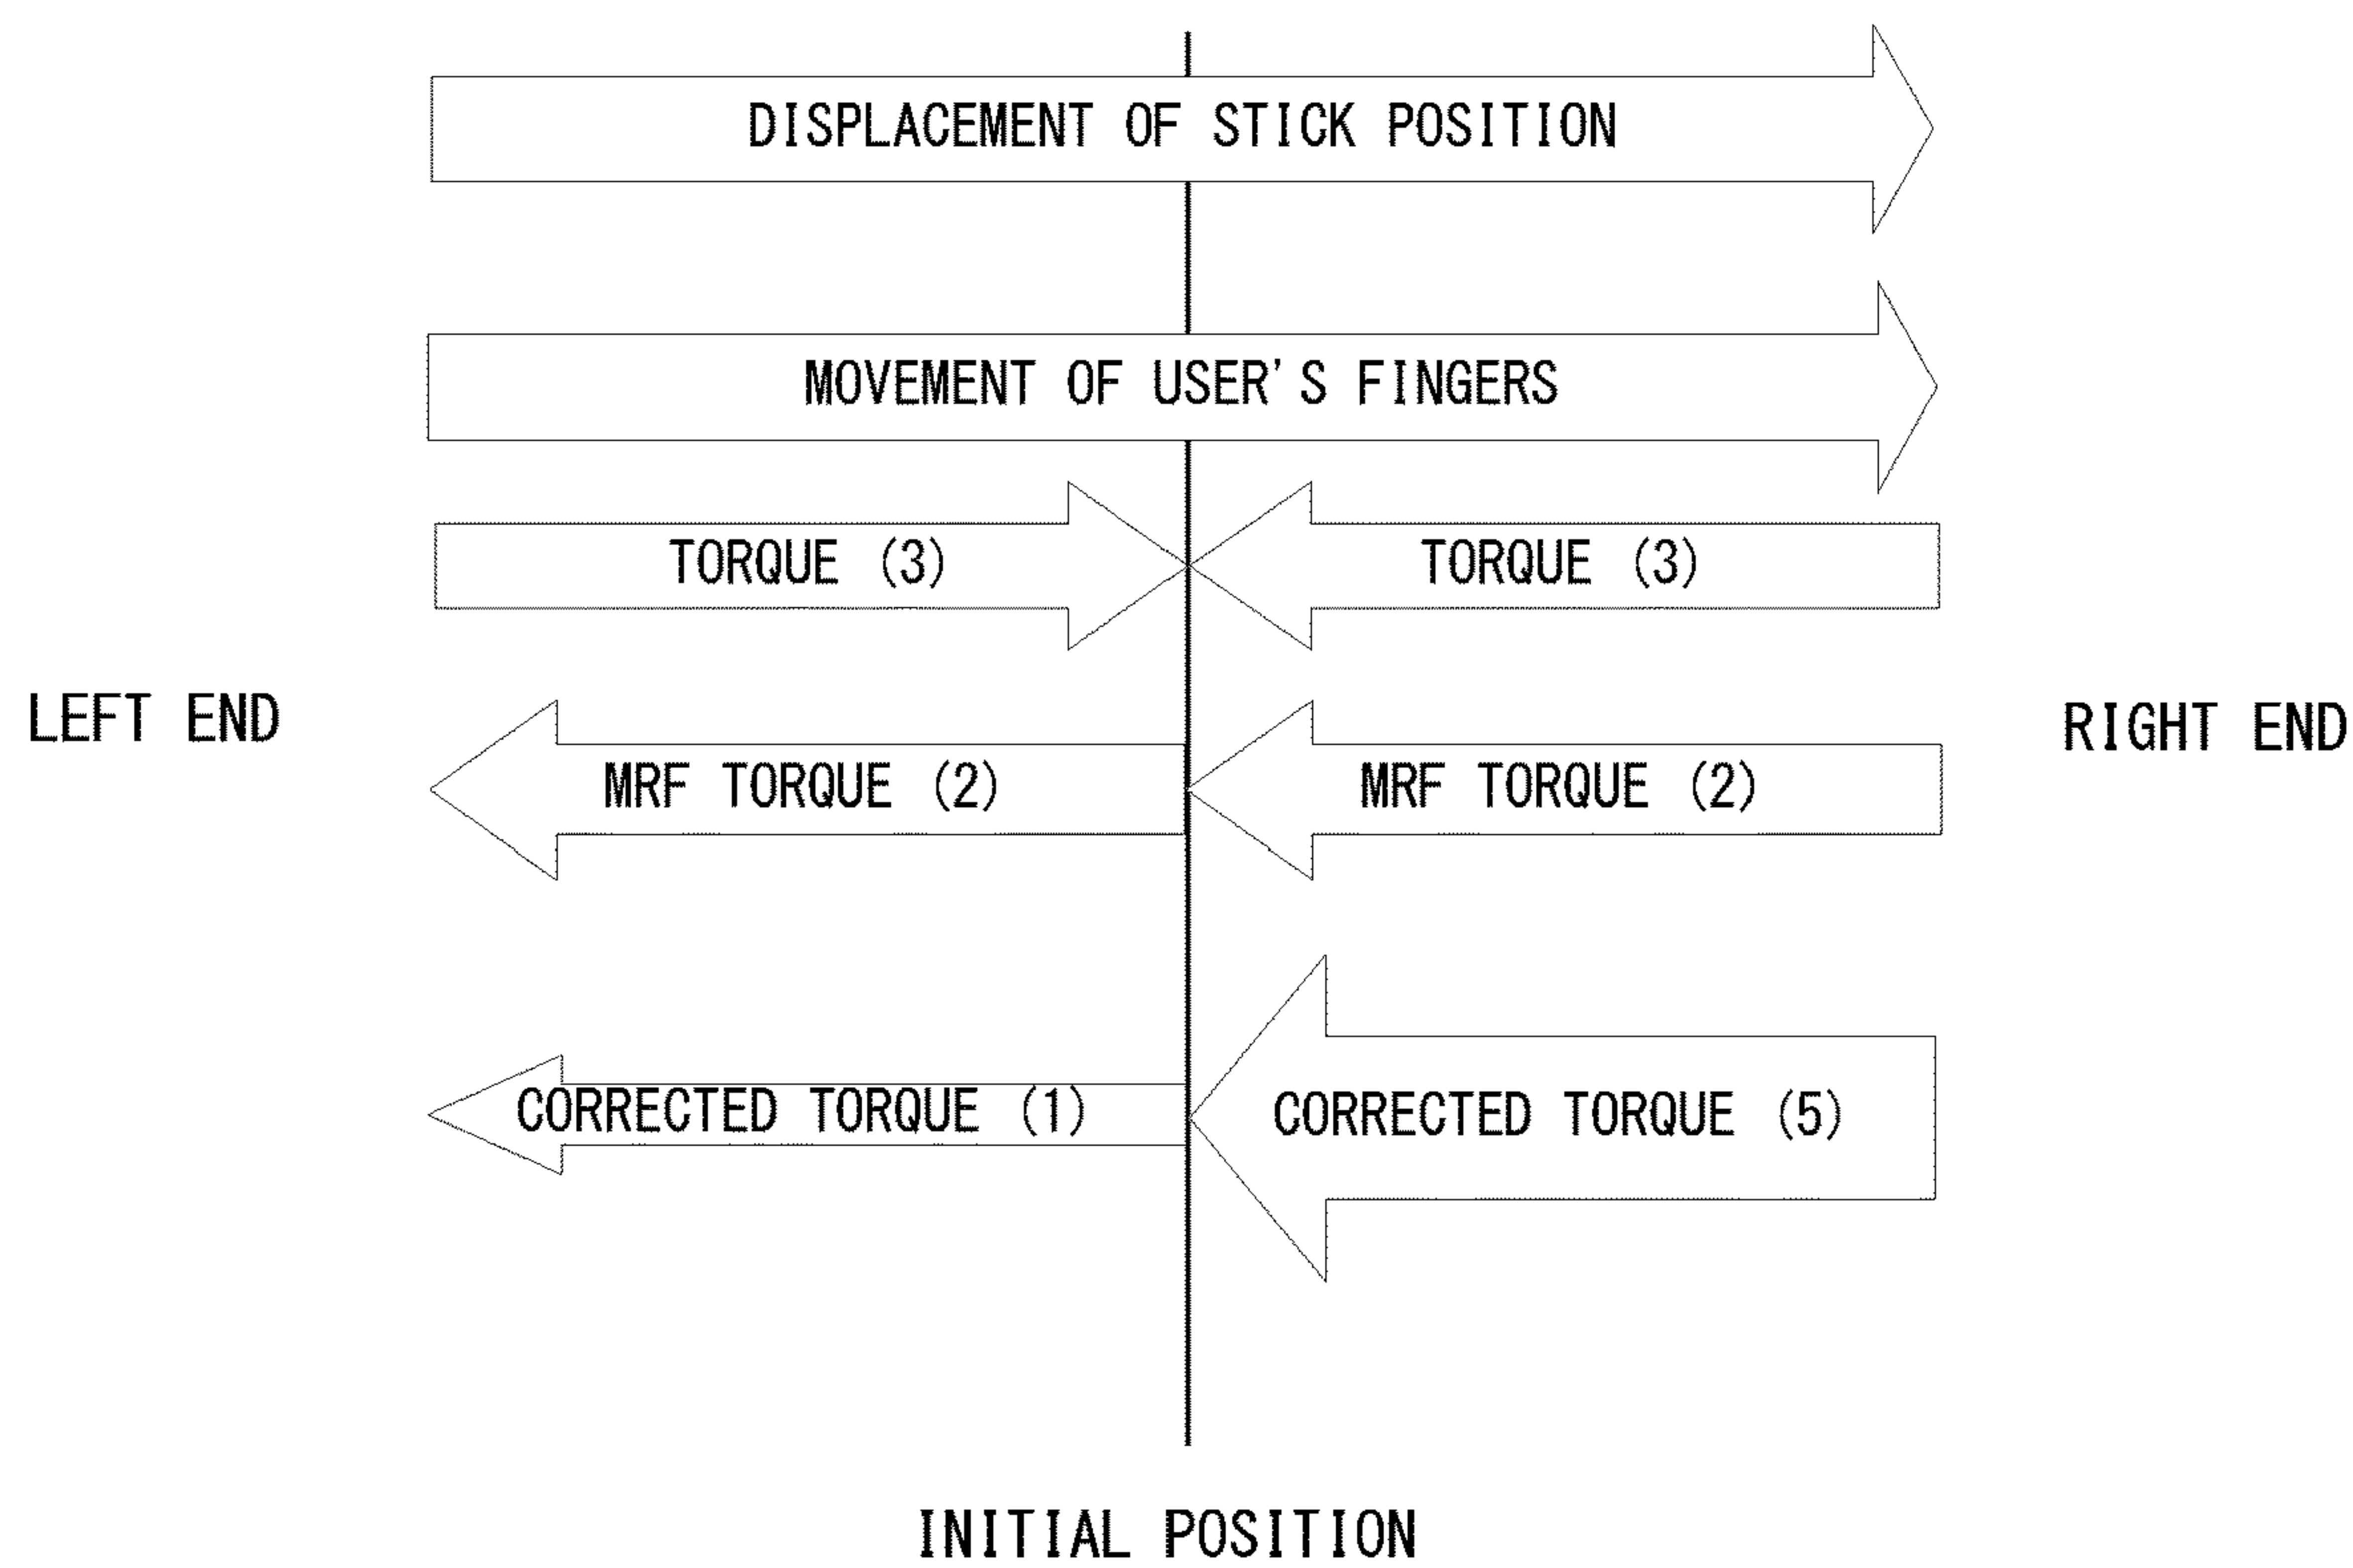 DISPLACEMENT OF STICK POSITION
MOVEMENT OF USER'S FINGERS
TORQUE (3)
TORQUE (3)
LEFT END
RIGHT END
MRF TORQUE (2)
MRF TORQUE (2)
CORRECTED TORQUE (1)
CORRECTED TORQUE (5)
INITIAL POSITION